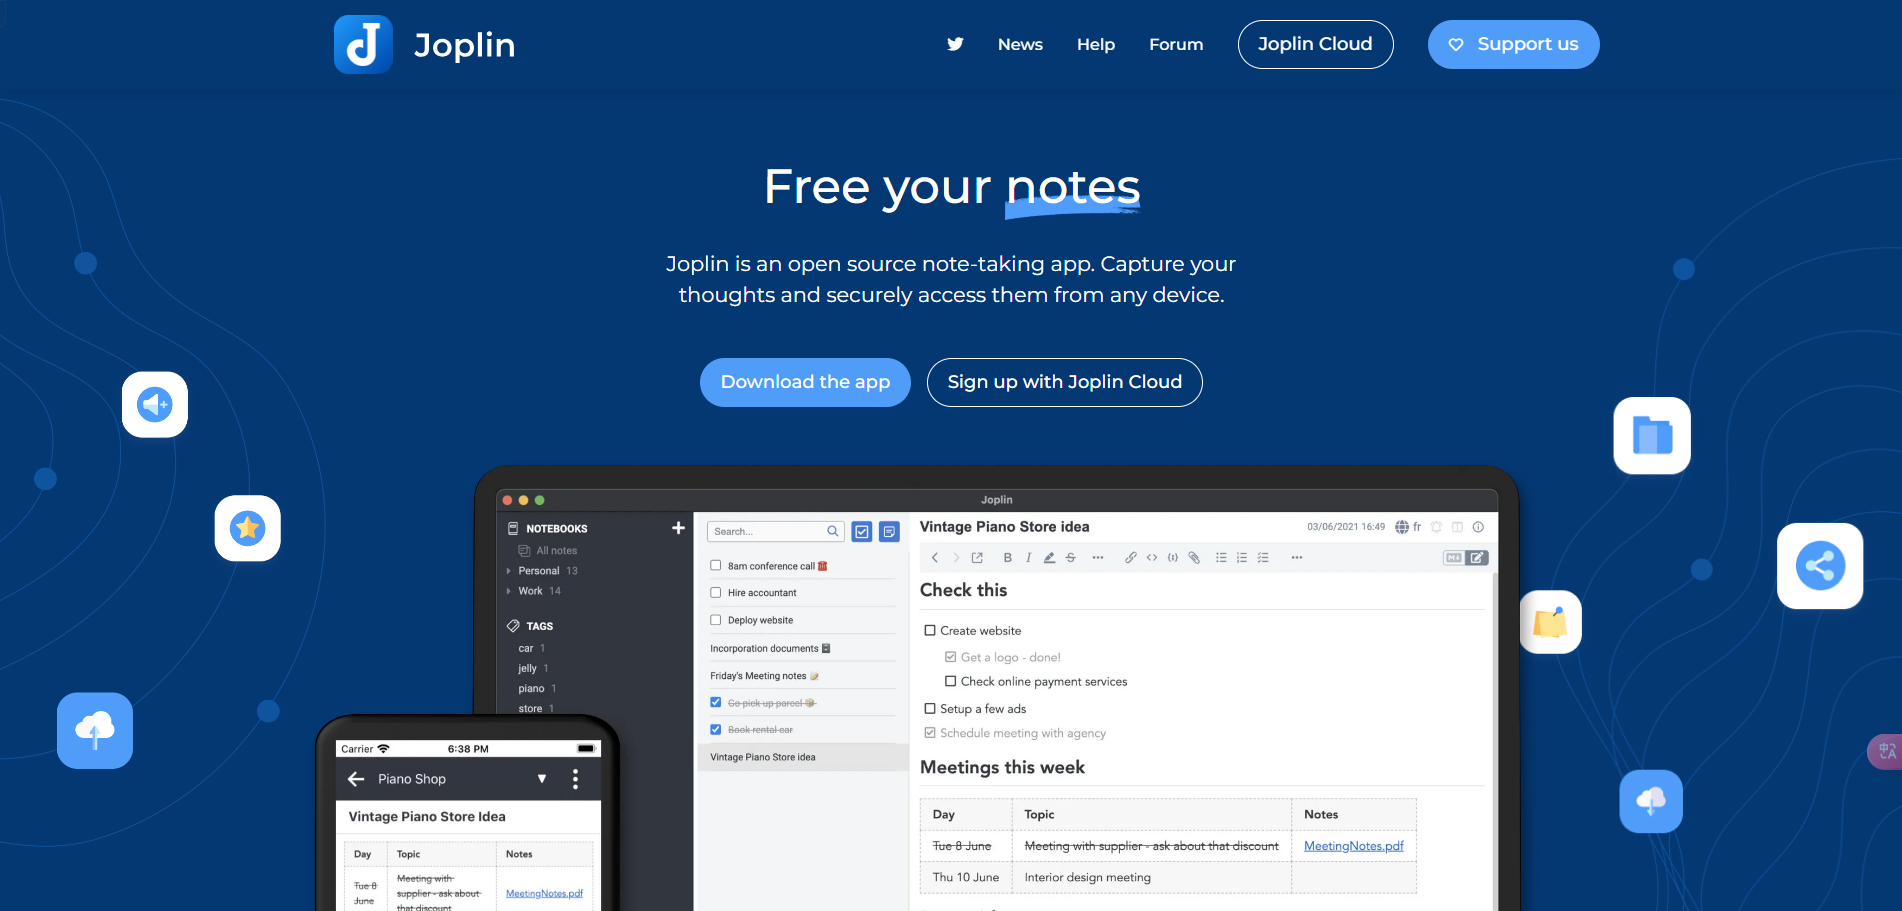 Joplin
News
Help
Forum
Joplin Cloud
Support us
Free your notes
Joplin is an open source note-taking app. Capture your
thoughts and securely access them from any device.
Download the app
Sign up with Joplin Cloud
Joplin
NOTEBOOKS
All notes
Personal 13
Work 14
TAGS
car 1
jelly 1
piano 1
store 1
Search...
8am conference call
Hire accountant
Deploy website
Incorporation documents
Friday's Meeting notes
Go pick up parcel
Book rental car
Vintage Piano Store idea
Vintage Piano Store idea
03/06/2021 16:49
fr
Check this
Create website
Get a logo - done!
Check online payment services
Setup a few ads
Schedule meeting with agency
Meetings this week
Day Topic Notes
Tue 8 June Meeting with supplier - ask about that discount MeetingNotes.pdf
Thu 10 June Interior design meeting
Carrier 6:38 PM
Piano Shop
Vintage Piano Store Idea
Day Topic Notes
Tue 8
June
Meeting with
supplier - ask about
that discount
MeetingNotes.pdf